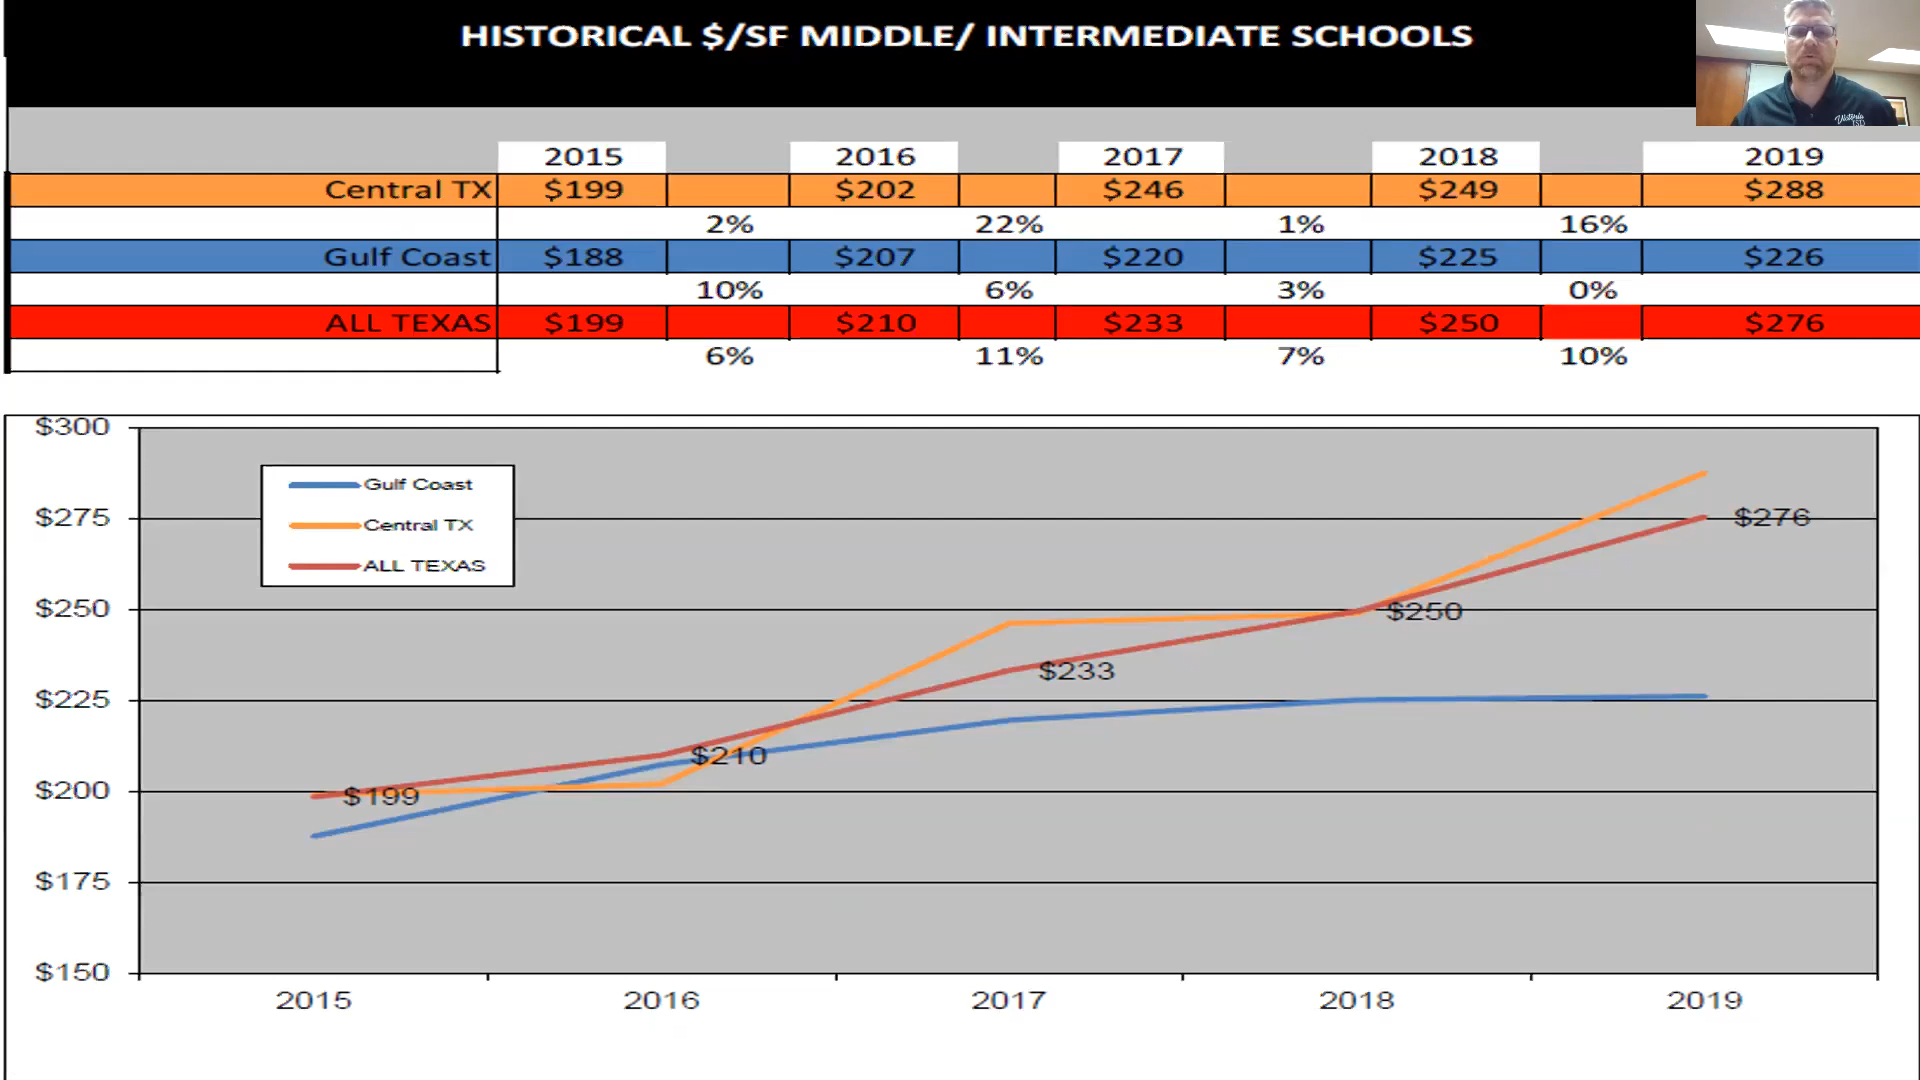 HISTORICAL $/SF MIDDLE/ INTERMEDIATE SCHOOLS
Victoria
ISD
2015 2016 2017 2018 2019
Central TX $199 $202 $246 $249 $288
2% 22% 1% 16%
Gulf Coast $188 $207 $220 $225 $226
10% 6% 3% 0%
ALL TEXAS $199 $210 $233 $250 $276
6% 11% 7% 10%
$300
Gulf Coast
$275
Central TX
$276
ALL TEXAS
$250
$250
$233
$225
$210
$200
$199
$175
$150
2015 2016 2017 2018 2019